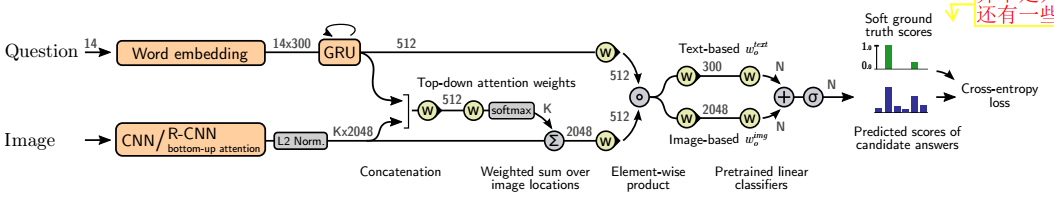 还有一些
Soft ground
truth scores
Question
14
Word embedding
14x300
GRU
512
w
Text-based w_o^text
300
w
w
N
1.0
0.0
Top-down attention weights
512
w
w
softmax
K
512
∘
512
+
σ
N
Cross-entropy
loss
Image
CNN/R-CNN
bottom-up attention
L2 Norm.
Kx2048
Σ
2048
w
2048
w
w
N
Image-based w_o^img
Predicted scores of
candidate answers
Concatenation
Weighted sum over
image locations
Element-wise
product
Pretrained linear
classifiers